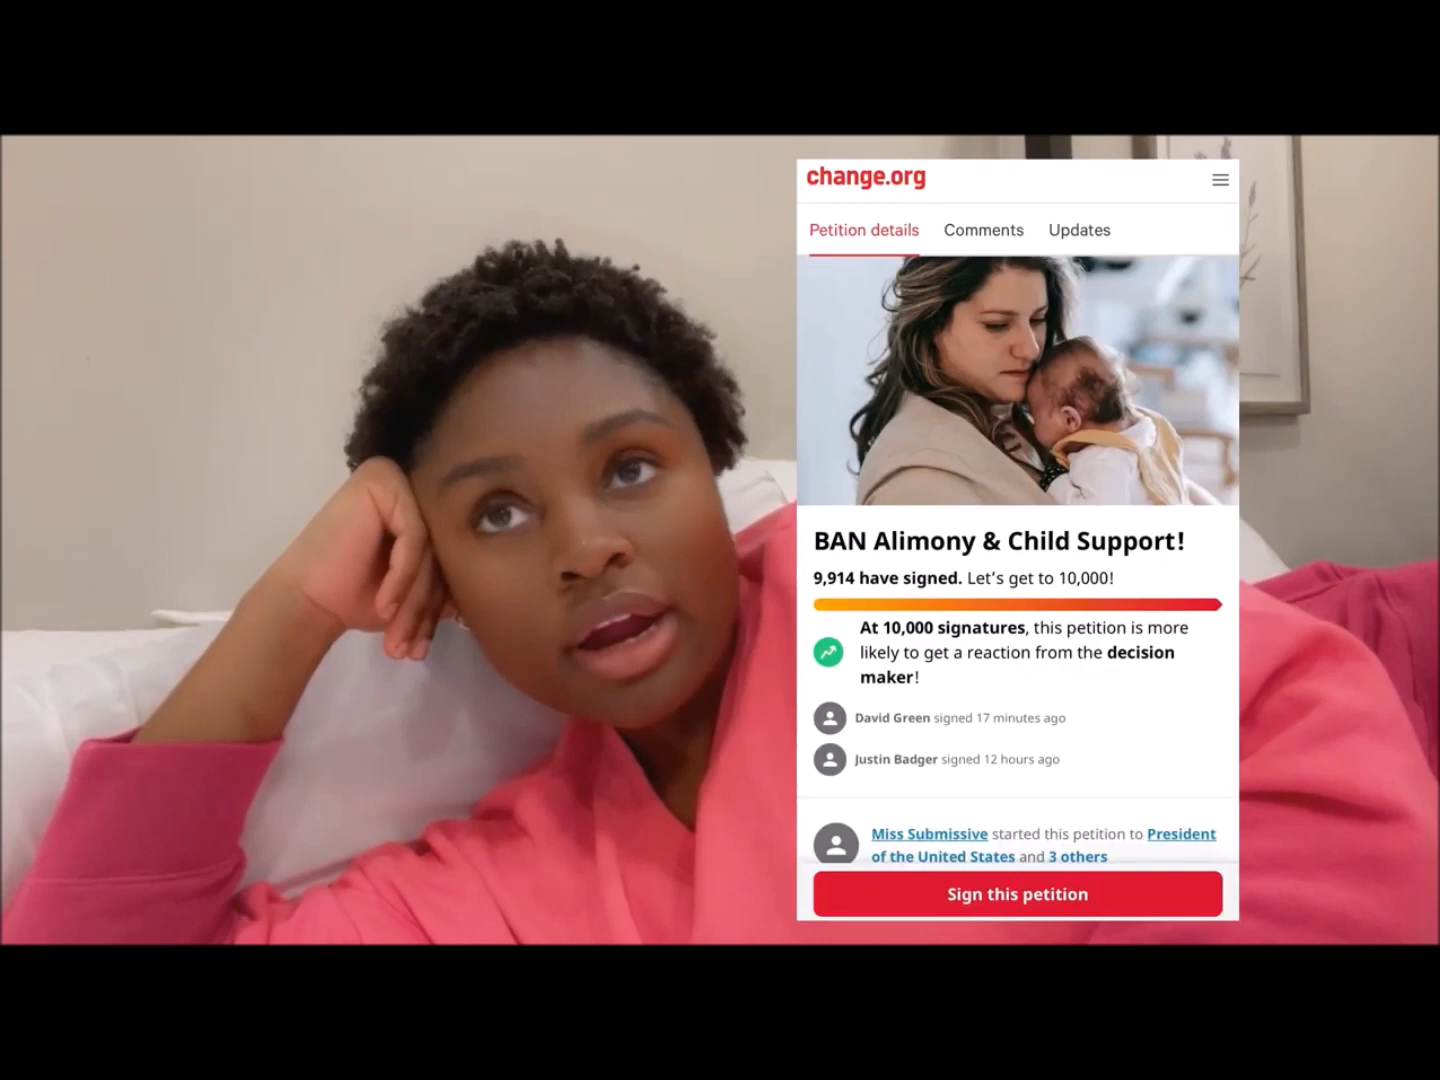 change.org
Petition details Comments Updates
BAN Alimony & Child Support!
9,914 have signed. Let's get to 10,000!
At 10,000 signatures, this petition is more
likely to get a reaction from the decision
maker!
David Green signed 17 minutes ago
Justin Badger signed 12 hours ago
Miss Submissive started this petition to President
of the United States and 3 others
Sign this petition